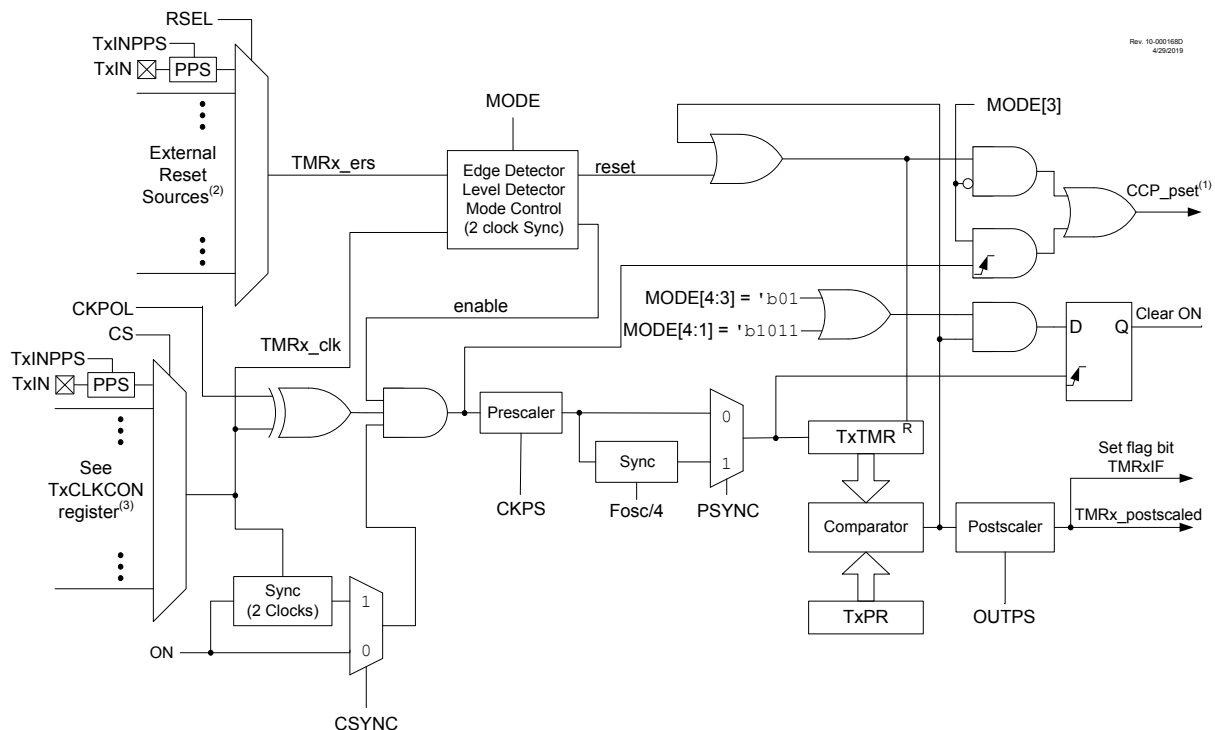 RSEL
TxINPPS
TxIN
PPS
Rev. 10-000168D
4/29/2019
MODE
MODE[3]
External
Reset
Sources(2)
TMRx_ers
Edge Detector
Level Detector
Mode Control
(2 clock Sync)
reset
CCP_pset(1)
CKPOL
CS
enable
MODE[4:3] = 'b01
MODE[4:1] = 'b1011
D
Q
Clear ON
TxINPPS
TxIN
PPS
TMRx_clk
See
TxCLKCON
register(3)
Prescaler
0
Sync
1
TxTMR
R
CKPS
Fosc/4
PSYNC
Set flag bit
TMRxIF
Comparator
Postscaler
TMRx_postscaled
Sync
(2 Clocks)
1
0
TxPR
OUTPS
ON
CSYNC